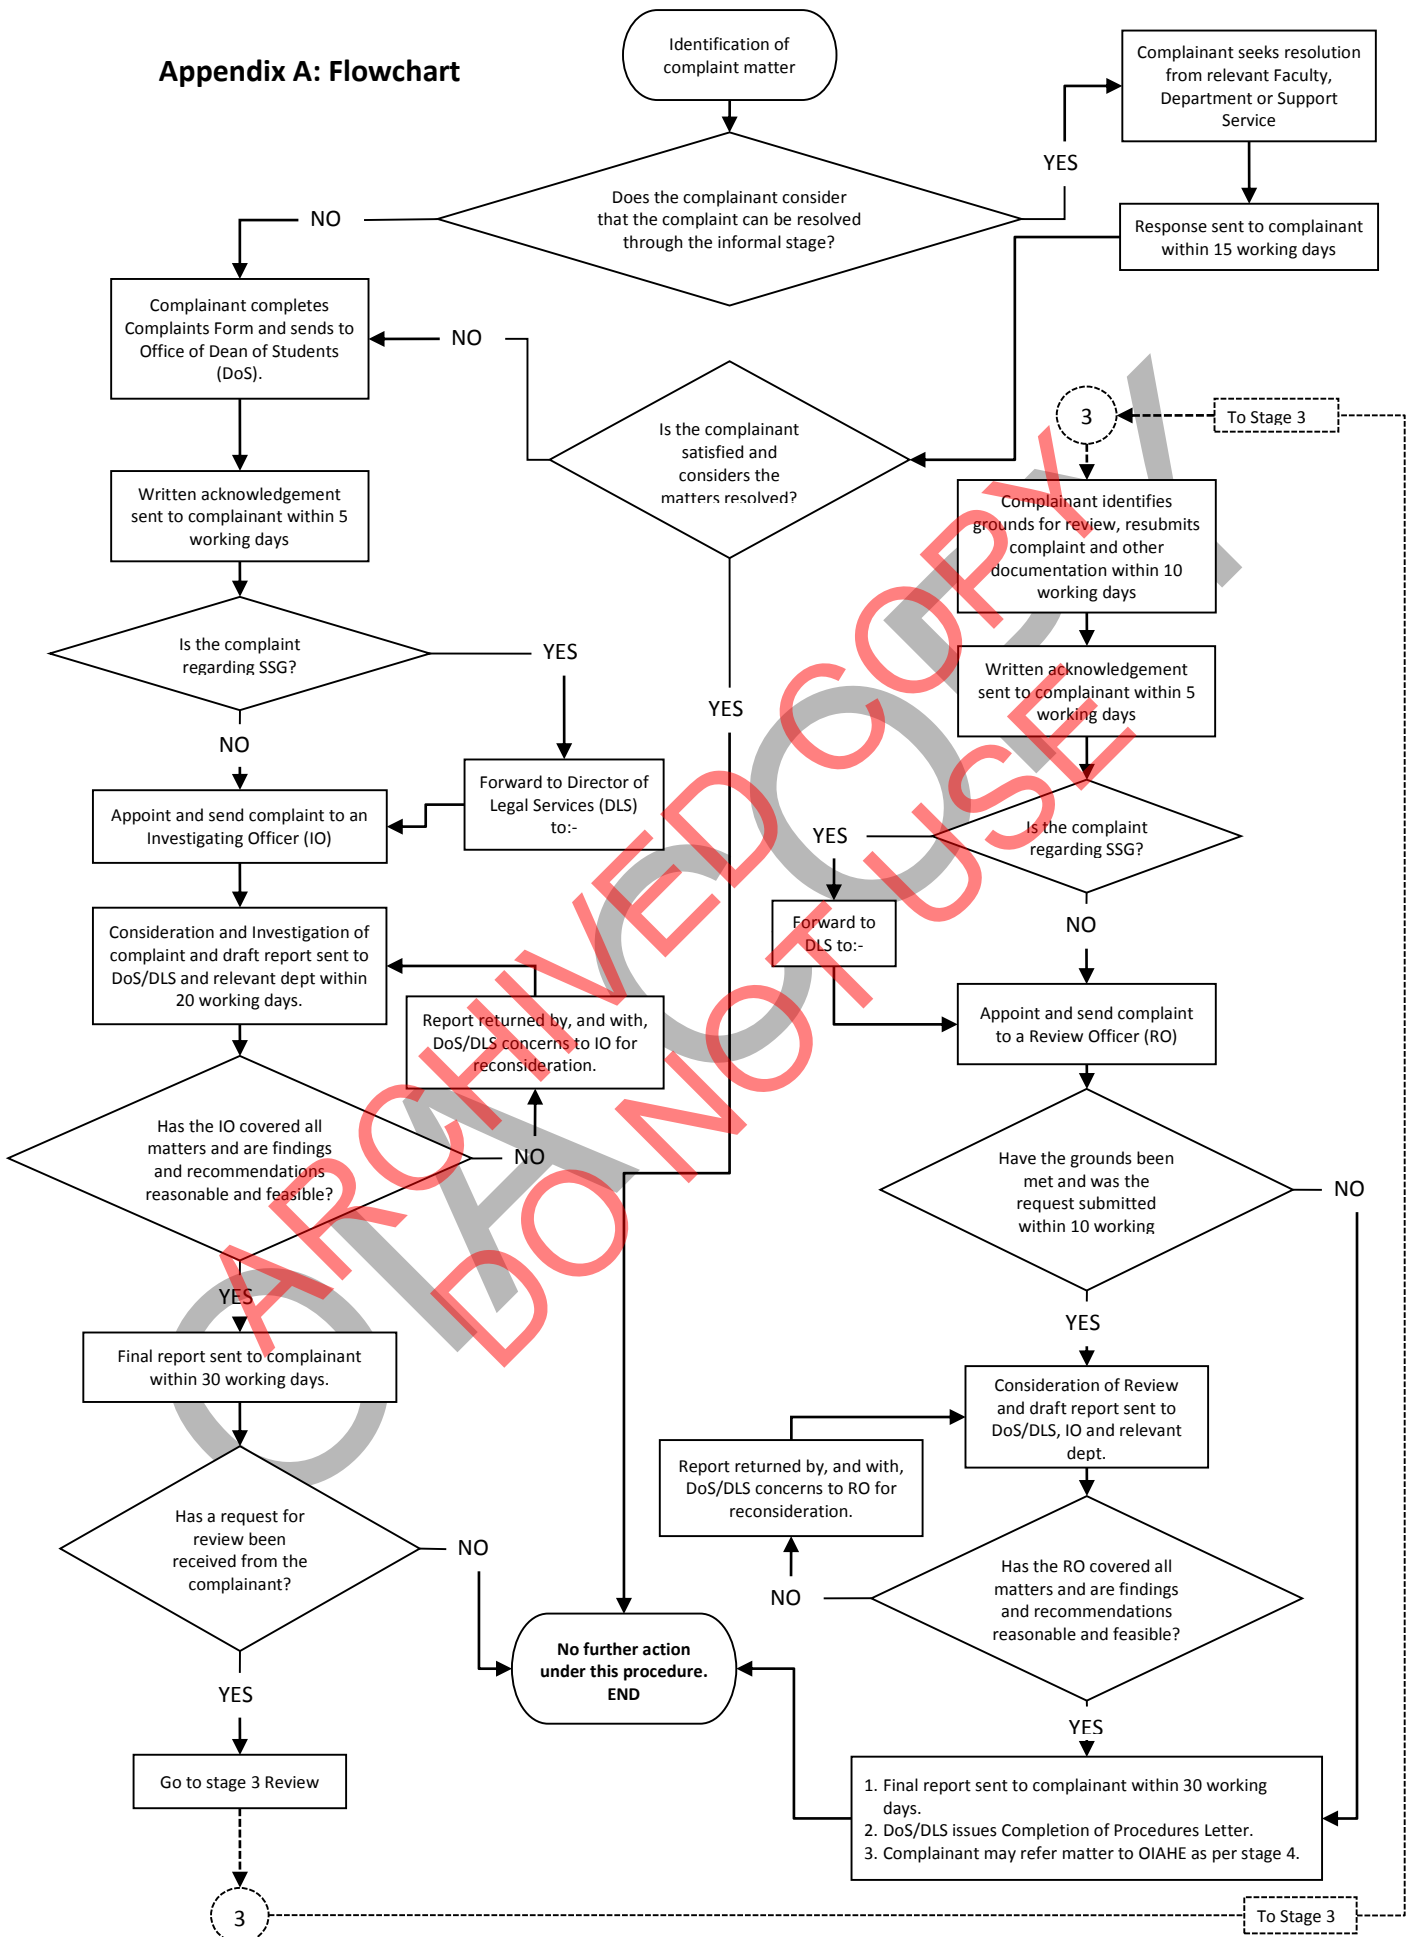 Appendix A: Flowchart
Identification of
complaint matter
Complainant seeks resolution
from relevant Faculty,
Department or Support
Service
YES
Does the complainant consider
that the complaint can be resolved
through the informal stage?
NO
Response sent to complainant
within 15 working days
Complainant completes
Complaints Form and sends to
Office of Dean of Students
(DoS).
NO
Is the complainant
satisfied and
considers the
matters resolved?
YES
Written acknowledgement
sent to complainant within 5
working days
Is the complaint
regarding SSG?
YES
NO
Forward to Director of
Legal Services (DLS)
to:-
Appoint and send complaint to an
Investigating Officer (IO)
Consideration and Investigation of
complaint and draft report sent to
DoS/DLS and relevant dept within
20 working days.
Report returned by, and with,
DoS/DLS concerns to IO for
reconsideration.
Has the IO covered all
matters and are findings
and recommendations
reasonable and feasible?
NO
YES
Final report sent to complainant
within 30 working days.
Has a request for
review been
received from the
complainant?
NO
YES
Go to stage 3 Review
3
To Stage 3
No further action
under this procedure.
END
3
To Stage 3
Complainant identifies
grounds for review, resubmits
complaint and other
documentation within 10
working days
Written acknowledgement
sent to complainant within 5
working days
Is the complaint
regarding SSG?
YES
Forward to
DLS to:-
NO
Appoint and send complaint
to a Review Officer (RO)
Have the grounds been
met and was the
request submitted
within 10 working
NO
YES
Consideration of Review
and draft report sent to
DoS/DLS, IO and relevant
dept.
Report returned by, and with,
DoS/DLS concerns to RO for
reconsideration.
Has the RO covered all
matters and are findings
and recommendations
reasonable and feasible?
NO
YES
1. Final report sent to complainant within 30 working
days.
2. DoS/DLS issues Completion of Procedures Letter.
3. Complainant may refer matter to OIAHE as per stage 4.
ARCHIVED COPY
DO NOT USE
OIA COPY